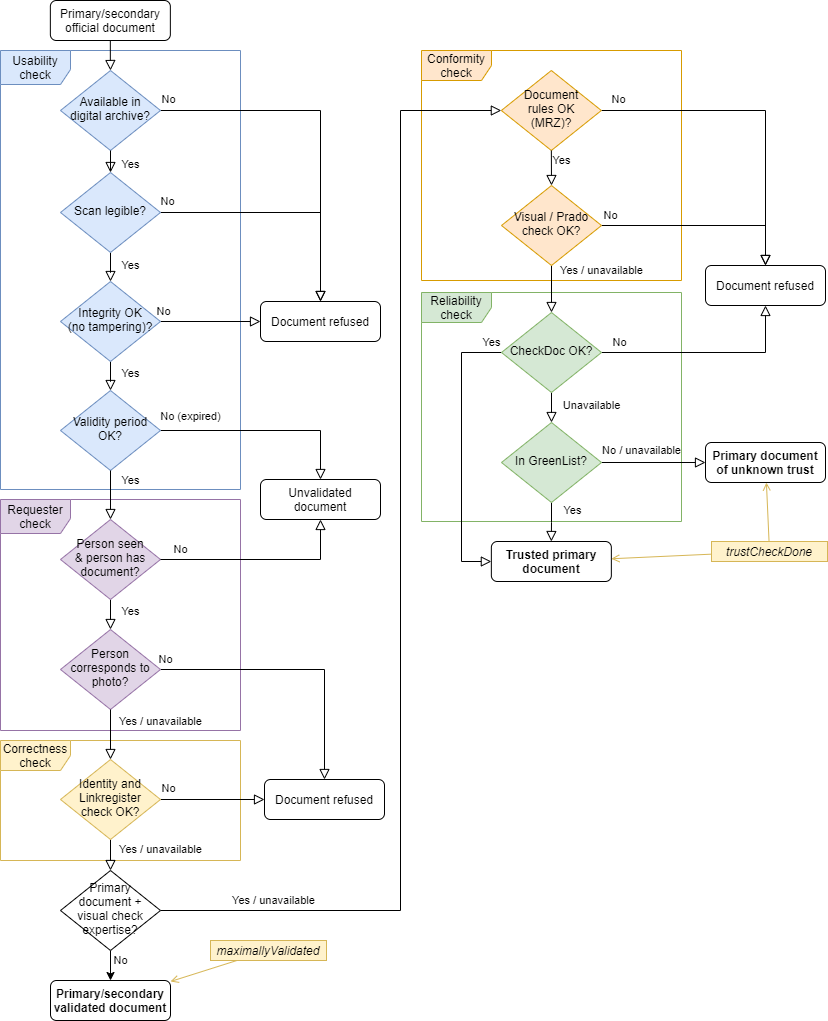 Primary/secondary
official document
Usability
check
Available in
digital archive?
No
Yes
Scan legible?
No
Yes
Integrity OK
(no tampering)?
No
Document refused
Yes
Validity period
OK?
No (expired)
Yes
Unvalidated
document
Requester
check
Person seen
& person has
document?
No
Yes
Person
corresponds to
photo?
No
Yes / unavailable
Correctness
check
Identity and
Linkregister
check OK?
No
Document refused
Yes / unavailable
Primary
document +
visual check
expertise?
Yes / unavailable
No
maximallyValidated
Primary/secondary
validated document
Conformity
check
Document
rules OK
(MRZ)?
No
Yes
Visual / Prado
check OK?
No
Yes / unavailable
Document refused
Reliability
check
CheckDoc OK?
Yes
No
Unavailable
In GreenList?
No / unavailable
Primary document
of unknown trust
Yes
Trusted primary
document
trustCheckDone